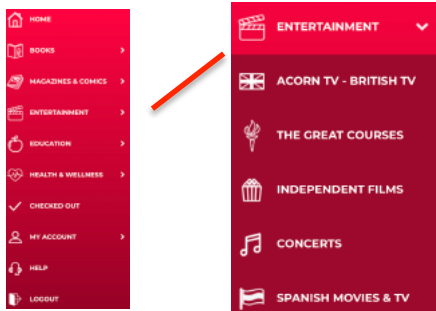 HOME
BOOKS
MAGAZINES & COMICS
ENTERTAINMENT
EDUCATION
HEALTH & WELLNESS
CHECKED OUT
MY ACCOUNT
HELP
LOGOUT
ENTERTAINMENT
ACORN TV - BRITISH TV
THE GREAT COURSES
INDEPENDENT FILMS
CONCERTS
SPANISH MOVIES & TV